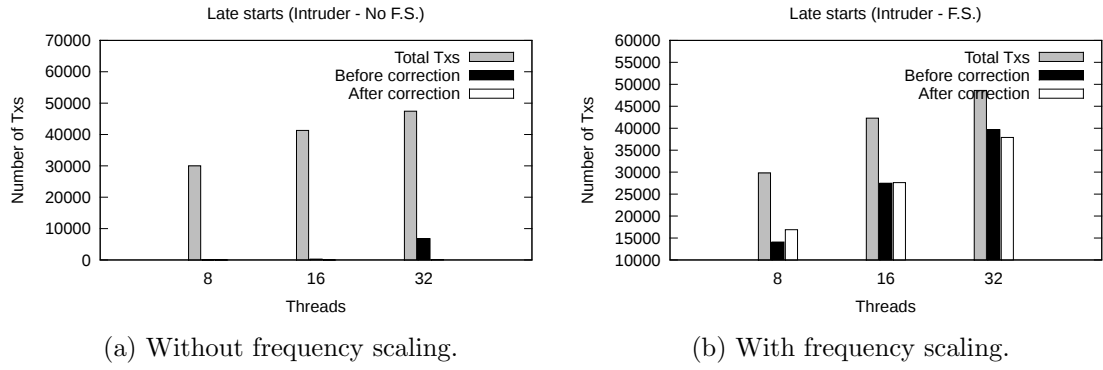 Late starts (Intruder - No F.S.)
70000
60000
50000
40000
30000
20000
10000
0
Number of Txs
Total Txs
Before correction
After correction
8 16 32
Threads
(a) Without frequency scaling.
Late starts (Intruder - F.S.)
60000
55000
50000
45000
40000
35000
30000
25000
20000
15000
10000
Number of Txs
Total Txs
Before correction
After correction
8 16 32
Threads
(b) With frequency scaling.